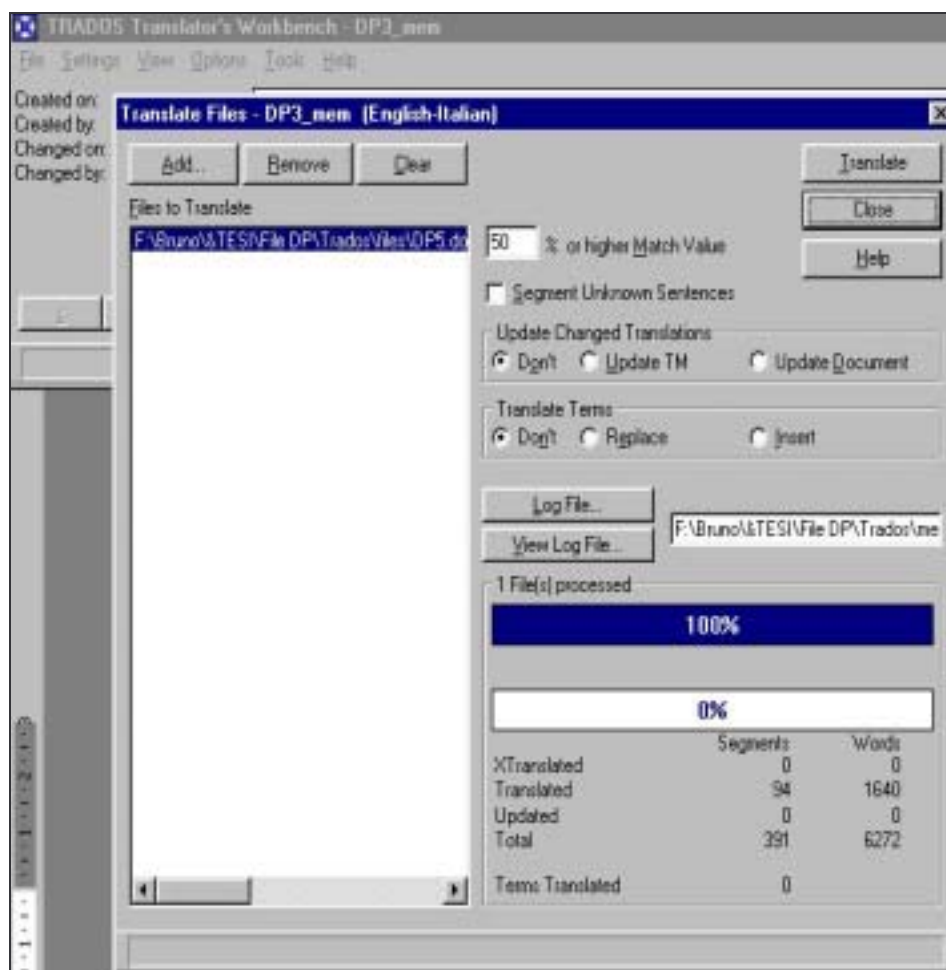 TRADOS Translator's Workbench - DP3_mem
File Settings View Options Tools Help
Created on:
Created by:
Changed on:
Changed by:
Translate Files - DP3_mem (English-Italian)
Add... Remove Clear
Translate
Close
Help
Files to Translate
F:\Bruno\&TESI\File DP\Trados\files\DP5.do
50 % or higher Match Value
Segment Unknown Sentences
Update Changed Translations
Don't Update TM Update Document
Translate Terms
Don't Replace Insert
Log File...
View Log File...
F:\Bruno\&TESI\File DP\Trados\me
1 File(s) processed
100%
0%
Segments Words
XTranslated 0 0
Translated 94 1640
Updated 0 0
Total 391 6272
Terms Translated 0